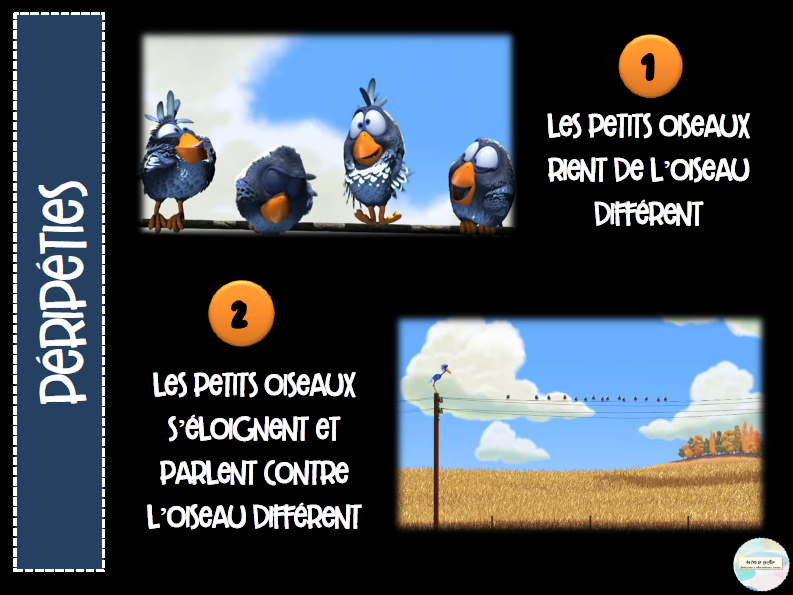 PÉRIPÉTIES
1
LES PETITS OISEAUX
RIENT DE L'OISEAU
DIFFÉRENT
2
LES PETITS OISEAUX
S'ÉLOIGNENT ET
PARLENT CONTRE
L'OISEAU DIFFÉRENT